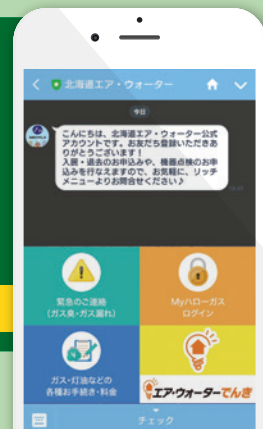 北海道エア・ウォーター
今日
こんにちは、北海道エア・ウォーター公式
アカウントです。お友だち登録いただきあ
りがとうございます！
入居・退去のお申込みや、機器点検のお申
込みを行なえますので、お気軽に、リッチ
メニューよりお問合せください♪
緊急のご連絡
(ガス臭・ガス漏れ)
Myハローガス
ログイン
ガス・灯油などの
各種お手続き・料金
エア・ウォーターでんき
チェック